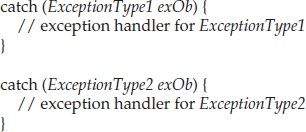 catch (ExceptionType1 exOb) {
// exception handler for ExceptionType1
}
catch (ExceptionType2 exOb) {
// exception handler for ExceptionType2
}